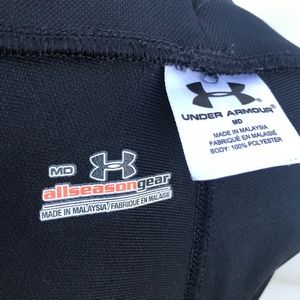 UNDER ARMOUR®
MD
MADE IN MALAYSIA
FABRIQUÉ EN MALAISIE
BODY: 100% POLYESTER
MD
allseasongear
MADE IN MALAYSIA/FABRIQUE EN MALAISIE